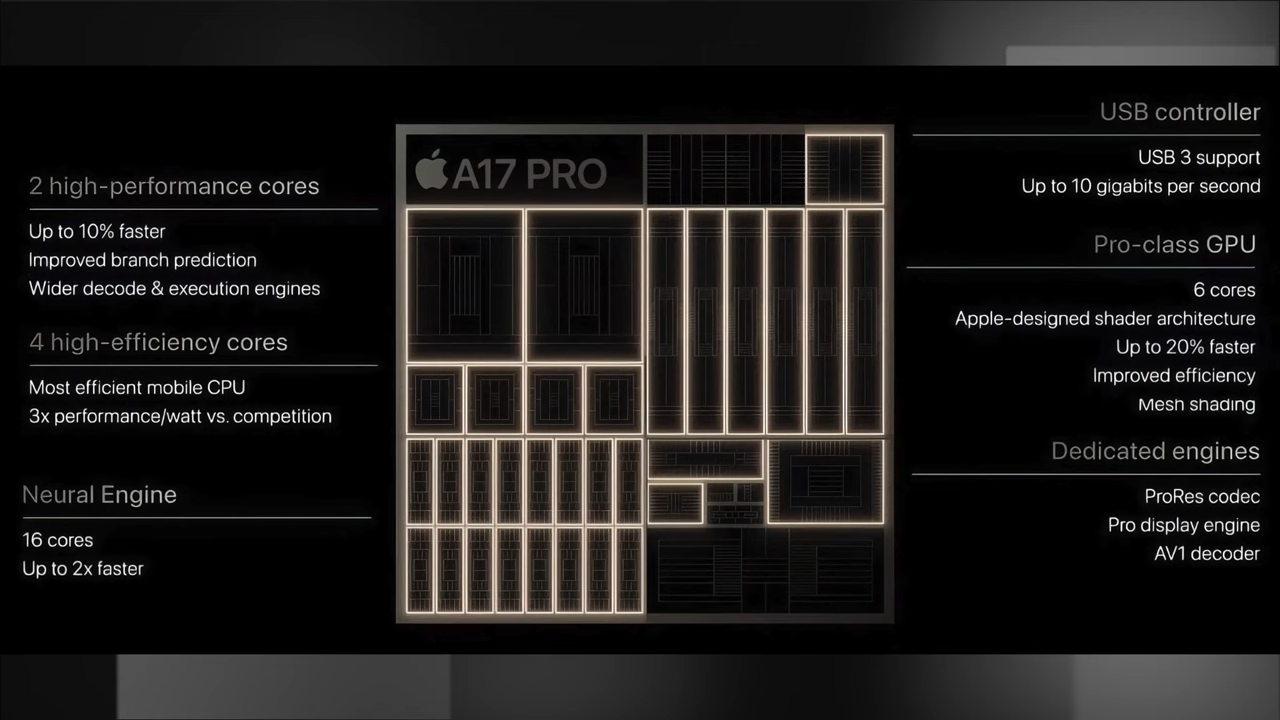 A17 PRO
2 high-performance cores
Up to 10% faster
Improved branch prediction
Wider decode & execution engines
4 high-efficiency cores
Most efficient mobile CPU
3x performance/watt vs. competition
Neural Engine
16 cores
Up to 2x faster
USB controller
USB 3 support
Up to 10 gigabits per second
Pro-class GPU
6 cores
Apple-designed shader architecture
Up to 20% faster
Improved efficiency
Mesh shading
Dedicated engines
ProRes codec
Pro display engine
AV1 decoder